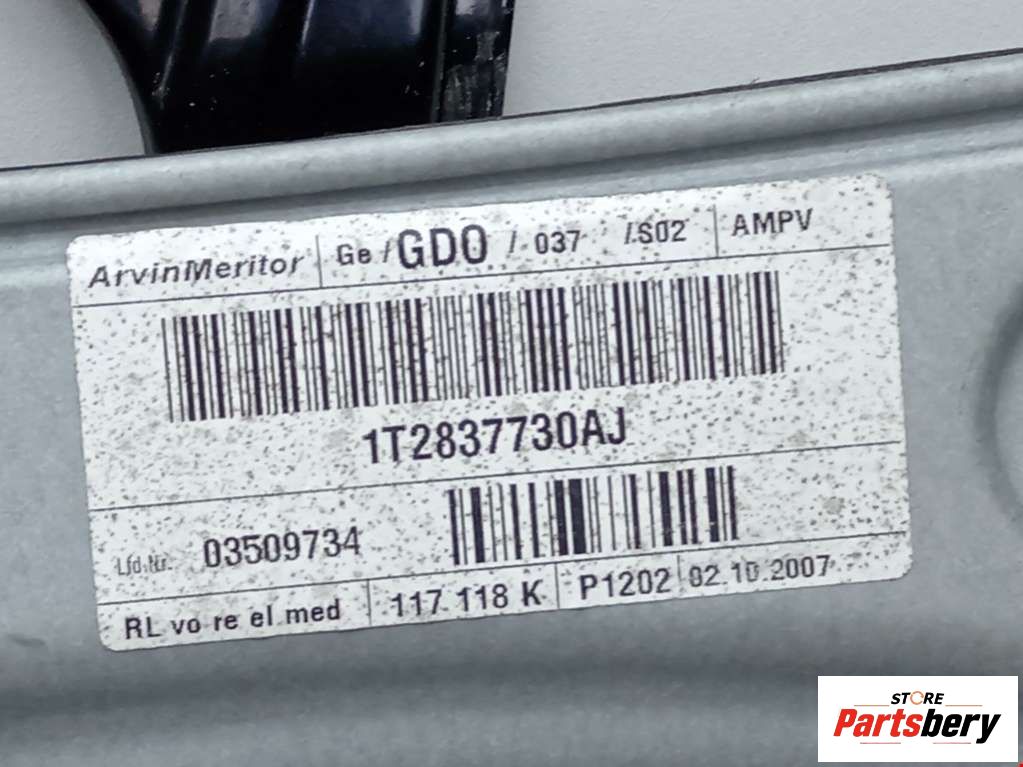 ArvinMeritor Ge / GDO / 037 / S02 AMPV
1T2837730AJ
Lfd.Nr. 03509734
RL vo re el med 117 118 K P1202 02.10.2007
STORE
Partsbery